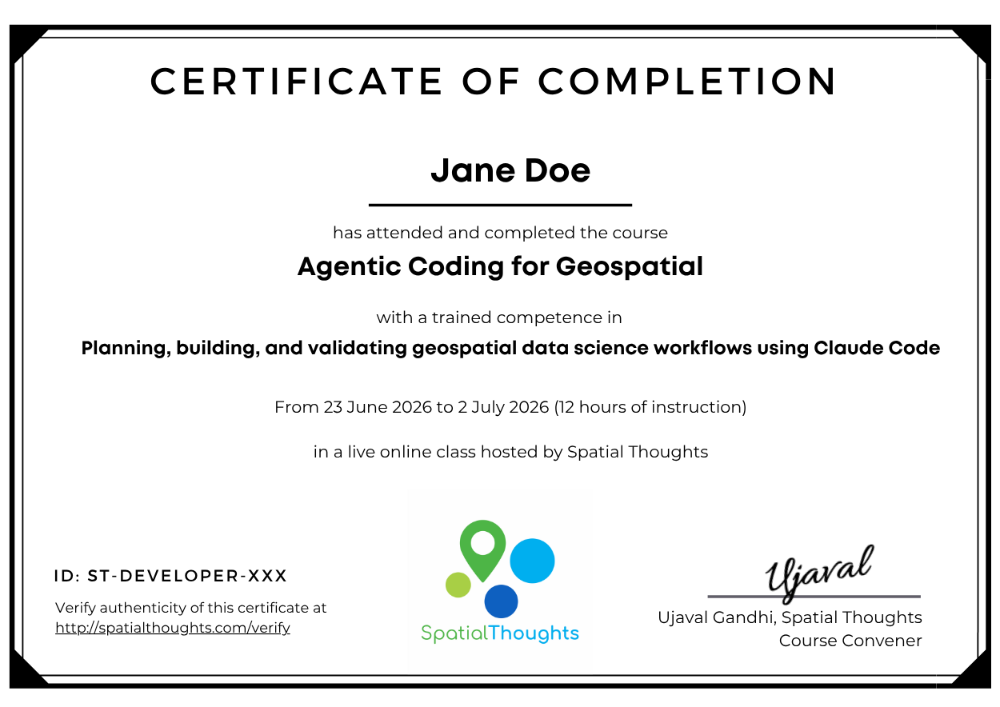 CERTIFICATE OF COMPLETION
Jane Doe
has attended and completed the course
Agentic Coding for Geospatial
with a trained competence in
Planning, building, and validating geospatial data science workflows using Claude Code
From 23 June 2026 to 2 July 2026 (12 hours of instruction)
in a live online class hosted by Spatial Thoughts
ID: ST-DEVELOPER-XXX
Verify authenticity of this certificate at
http://spatialthoughts.com/verify
SpatialThoughts
Ujaval
Ujaval Gandhi, Spatial Thoughts
Course Convener